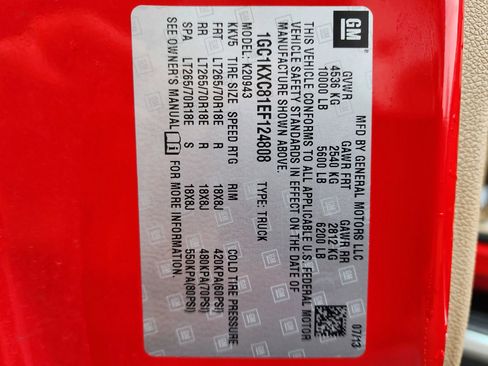 GM
MFD BY GENERAL MOTORS LLC
07/13
GVWR GAWR FRT GAWR RR
4536 KG 2540 KG 2812 KG
10000 LB 5600 LB 6200 LB
THIS VEHICLE CONFORMS TO ALL APPLICABLE U.S. FEDERAL MOTOR
VEHICLE SAFETY STANDARDS IN EFFECT ON THE DATE OF
MANUFACTURE SHOWN ABOVE.
1GC1KXC81EF124808 TYPE: TRUCK
MODEL: K20943
KKV5 TIRE SIZE SPEED RTG RIM COLD TIRE PRESSURE
FRT LT265/70R18E R 18X8J 420KPA(60PSI)
RR LT265/70R18E R 18X8J 480KPA(70PSI)
SPA LT265/70R18E S 18X8J 550KPA(80PSI)
SEE OWNER'S MANUAL